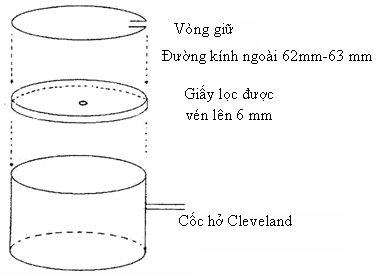 Vòng giữ
Đường kính ngoài 62mm-63 mm
Giấy lọc được
vén lên 6 mm
Cốc hở Cleveland